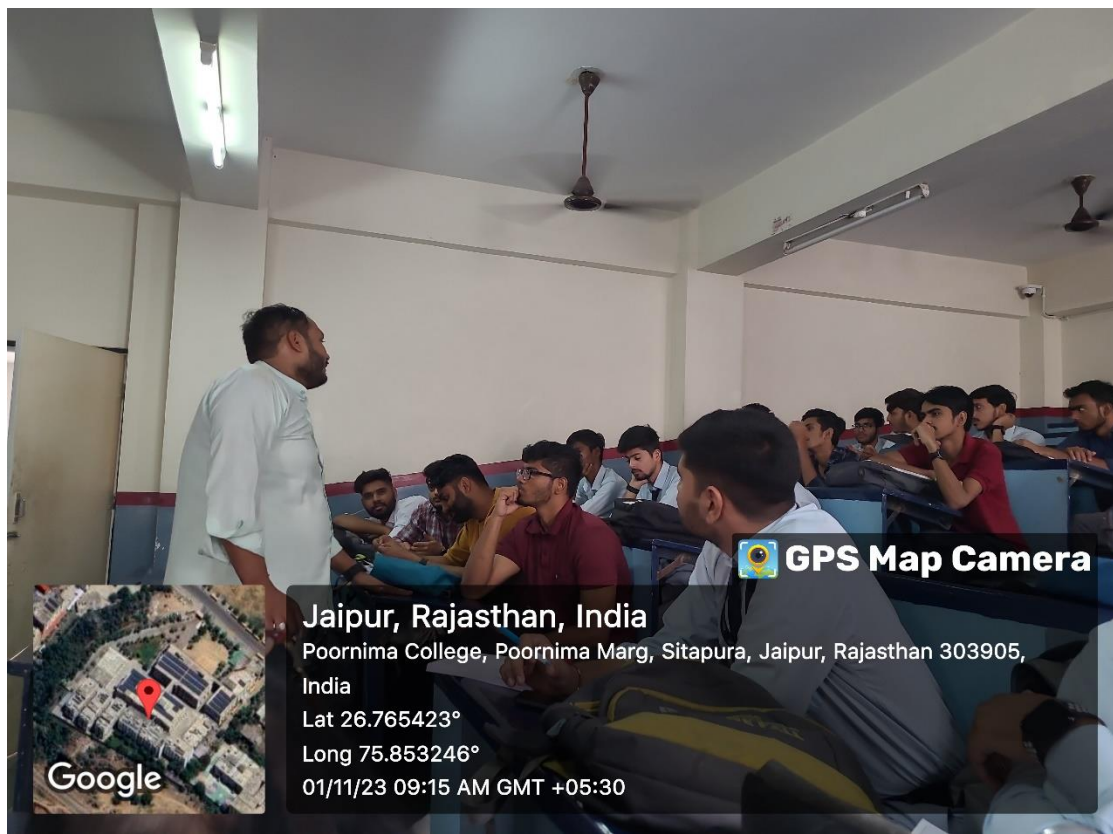 GPS Map Camera
Jaipur, Rajasthan, India
Poornima College, Poornima Marg, Sitapura, Jaipur, Rajasthan 303905,
India
Lat 26.765423°
Long 75.853246°
01/11/23 09:15 AM GMT +05:30
Google